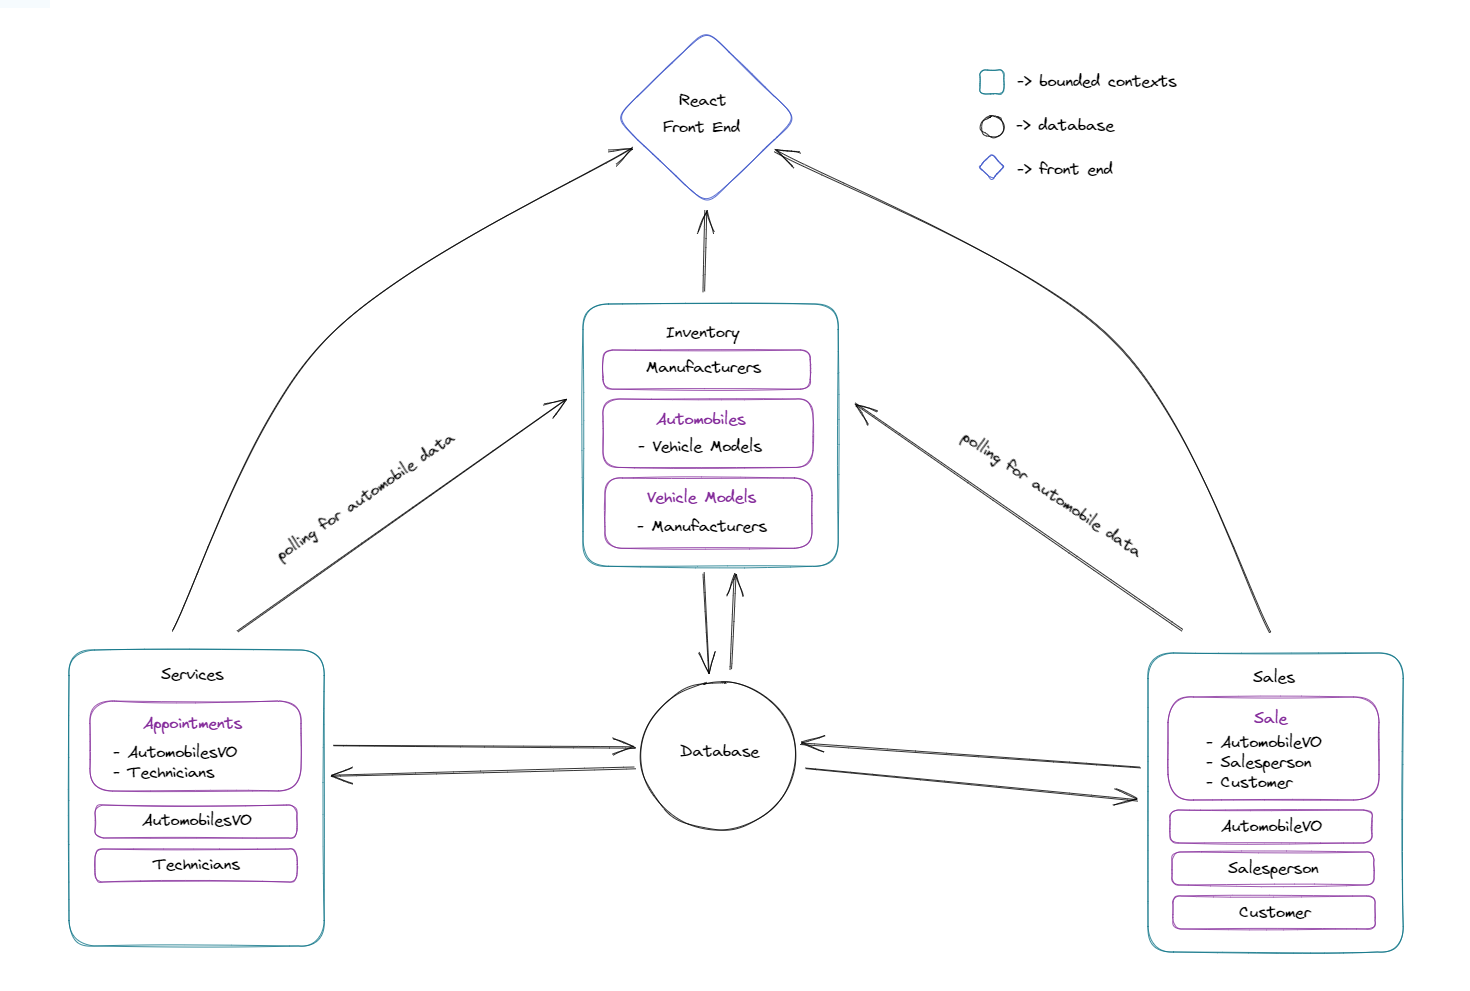 React
Front End
-> bounded contexts
-> database
-> front end
Inventory
Manufacturers
Automobiles
- Vehicle Models
Vehicle Models
- Manufacturers
polling for automobile data
polling for automobile data
Services
Appointments
- AutomobilesVO
- Technicians
AutomobilesVO
Technicians
Database
Sales
Sale
- AutomobileVO
- Salesperson
- Customer
AutomobileVO
Salesperson
Customer